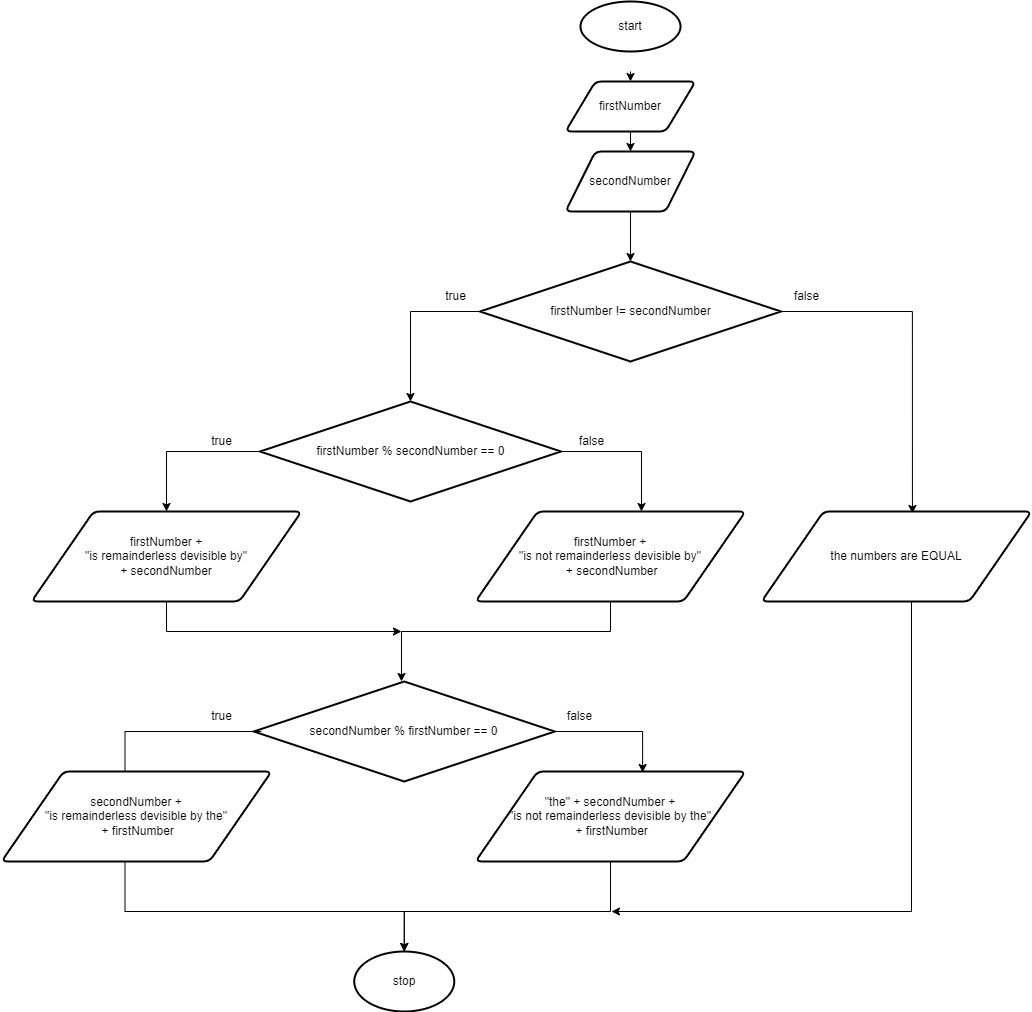 start
firstNumber
secondNumber
true
false
firstNumber != secondNumber
true
false
firstNumber % secondNumber == 0
firstNumber +
"is remainderless devisible by"
+ secondNumber
firstNumber +
"is not remainderless devisible by"
+ secondNumber
the numbers are EQUAL
true
false
secondNumber % firstNumber == 0
secondNumber +
"is remainderless devisible by the"
+ firstNumber
"the" + secondNumber +
"is not remainderless devisible by the"
+ firstNumber
stop